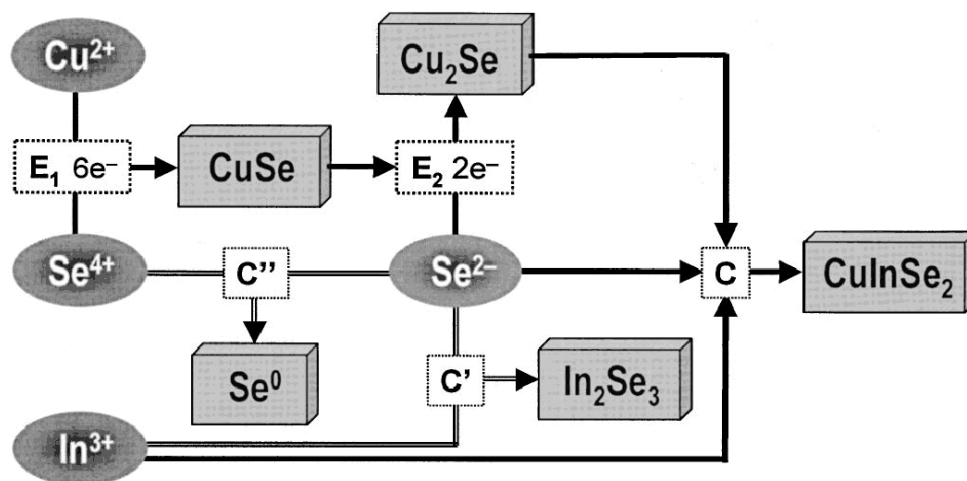 Cu²⁺
Cu₂Se
E₁ 6e⁻
CuSe
E₂ 2e⁻
Se⁴⁺
C’’
Se²⁻
C
CuInSe₂
Se⁰
C’
In₂Se₃
In³⁺